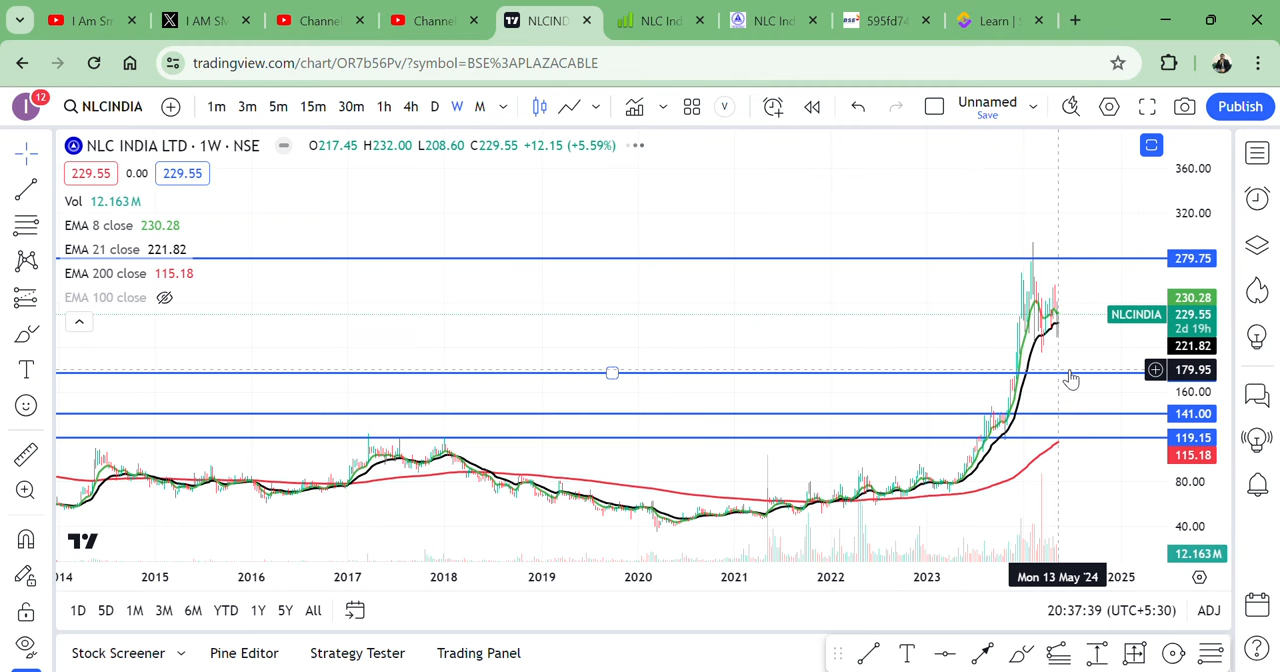 I Am Sm
I AM SM
Channel
Channel
NLCIND
NLC Ind
NLC Ind
BSE
595fd74
Learn | S
tradingview.com/chart/OR7b56Pv/?symbol=BSE%3APLAZACABLE
I
12
NLCINDIA
1m 3m 5m 15m 30m 1h 4h D W M
V
Unnamed
Save
Publish
NLC INDIA LTD · 1W · NSE
O217.45 H232.00 L208.60 C229.55 +12.15 (+5.59%)
229.55 0.00 229.55
Vol 12.163M
EMA 8 close 230.28
EMA 21 close 221.82
EMA 200 close 115.18
EMA 100 close
360.00
320.00
279.75
230.28
NLCINDIA 229.55
2d 19h
221.82
179.95
160.00
141.00
119.15
115.18
80.00
40.00
12.163M
2014 2015 2016 2017 2018 2019 2020 2021 2022 2023 Mon 13 May '24 2025
1D 5D 1M 3M 6M YTD 1Y 5Y All
20:37:39 (UTC+5:30) ADJ
Stock Screener Pine Editor Strategy Tester Trading Panel
T